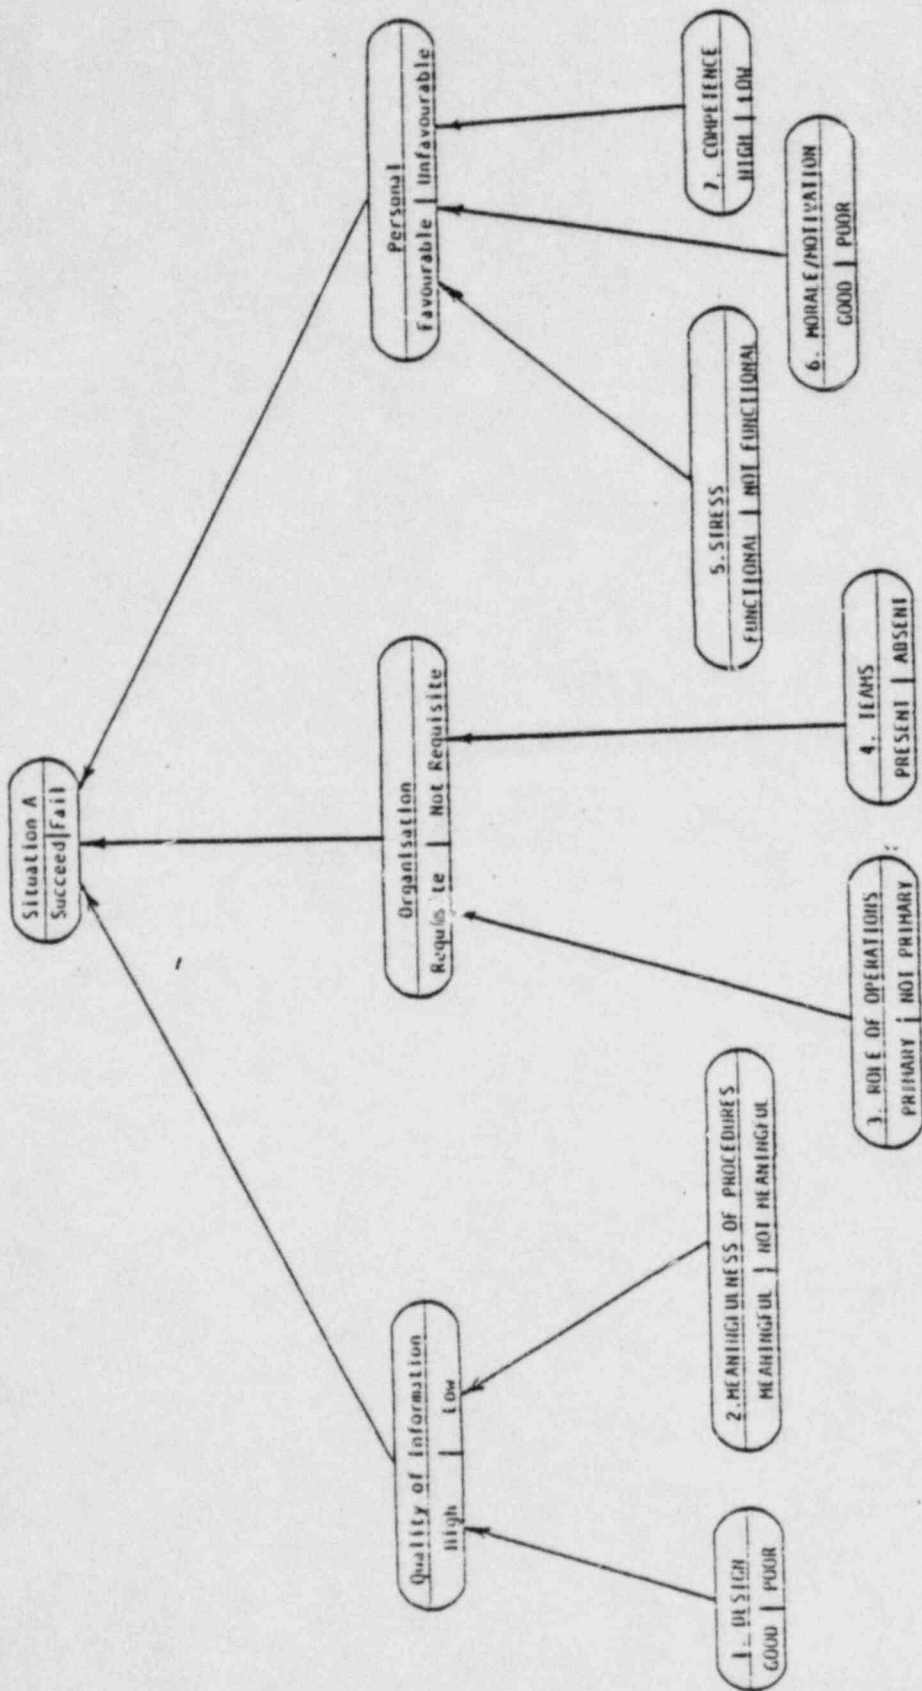 Situation A
Succeed|Fail
Quality of Information
High | Low
Organisation
Requisite | Not Requisite
Personal
Favourable | Unfavourable
1. DESIGN
GOOD | POOR
2.MEANINGFULNESS OF PROCEDURES
MEANINGFUL | NOT MEANINGFUL
3. ROLE OF OPERATIONS
PRIMARY | NOT PRIMARY
4. TEAMS
PRESENT | ABSENT
5.STRESS
FUNCTIONAL | NOT FUNCTIONAL
6. MORALE/MOTIVATION
GOOD | POOR
7. COMPETENCE
HIGH | LOW